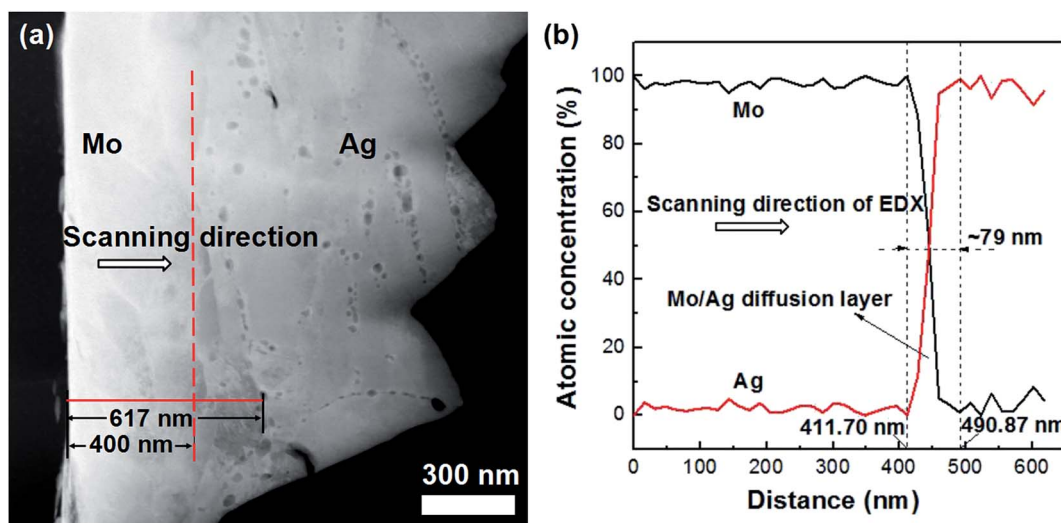 (a)
Mo
Ag
Scanning direction
617 nm
400 nm
300 nm
(b)
Atomic concentration (%)
100
80
60
40
20
0
Mo
Scanning direction of EDX
~79 nm
Mo/Ag diffusion layer
Ag
411.70 nm
490.87 nm
0 100 200 300 400 500 600
Distance (nm)